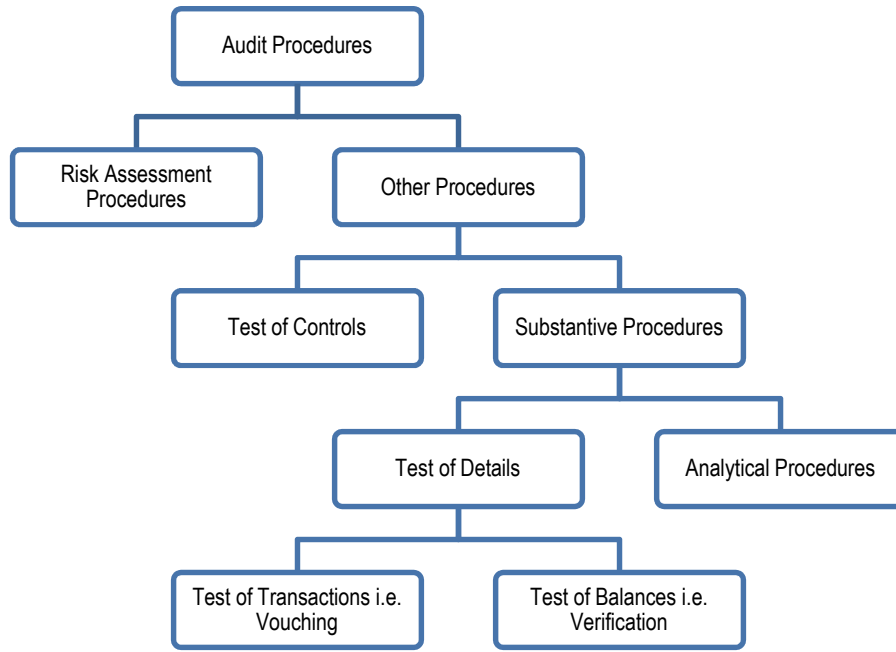 Audit Procedures
Risk Assessment
Procedures
Other Procedures
Test of Controls
Substantive Procedures
Test of Details
Analytical Procedures
Test of Transactions i.e.
Vouching
Test of Balances i.e.
Verification